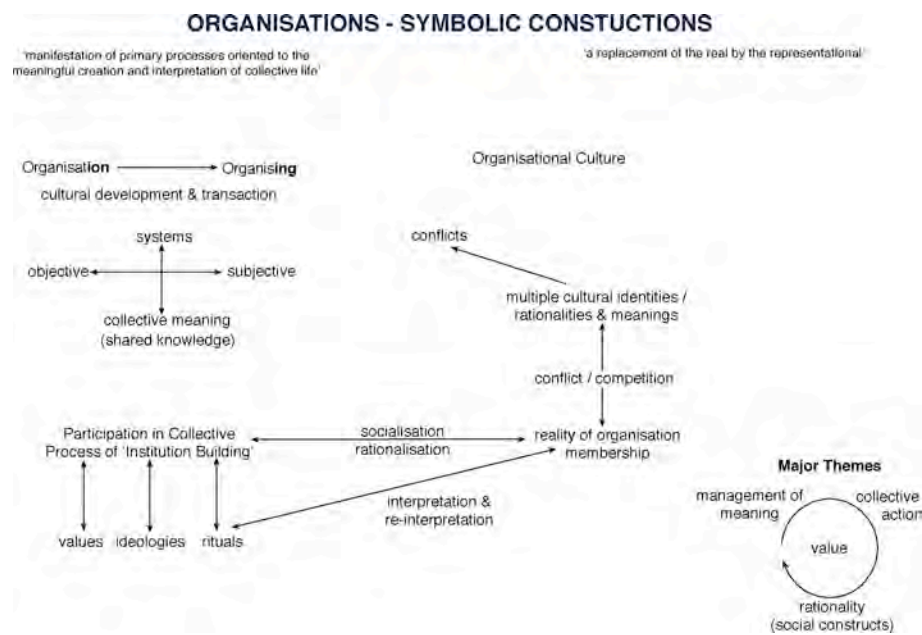 ORGANISATIONS - SYMBOLIC CONSTUCTIONS
'manifestation of primary processes oriented to the
meaningful creation and interpretation of collective life'
'a replacement of the real by the representational'
Organisation
Organising
cultural development & transaction
systems
objective
subjective
collective meaning
(shared knowledge)
Organisational Culture
conflicts
multiple cultural identities /
rationalities & meanings
conflict / competition
Participation in Collective
Process of 'Institution Building'
socialisation
rationalisation
reality of organisation
membership
interpretation &
re-interpretation
values
ideologies
rituals
Major Themes
management of
meaning
collective
action
value
rationality
(social constructs)